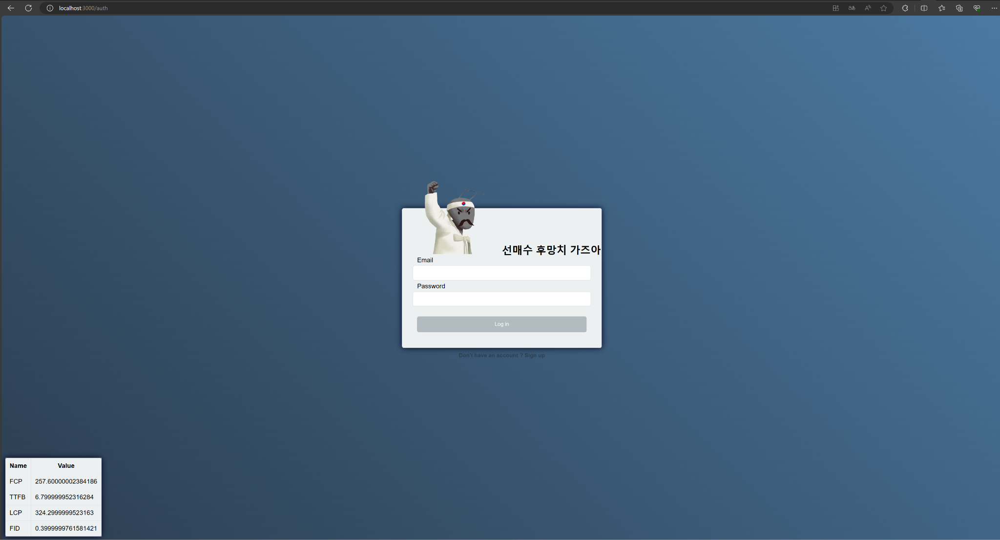 localhost:3000/auth
선매수 후망치 가즈아
Email
Password
Log in
Don't have an account ? Sign up
Name Value
FCP 257.60000002384186
TTFB 6.799999952316284
LCP 324.2999999523163
FID 0.3999999761581421